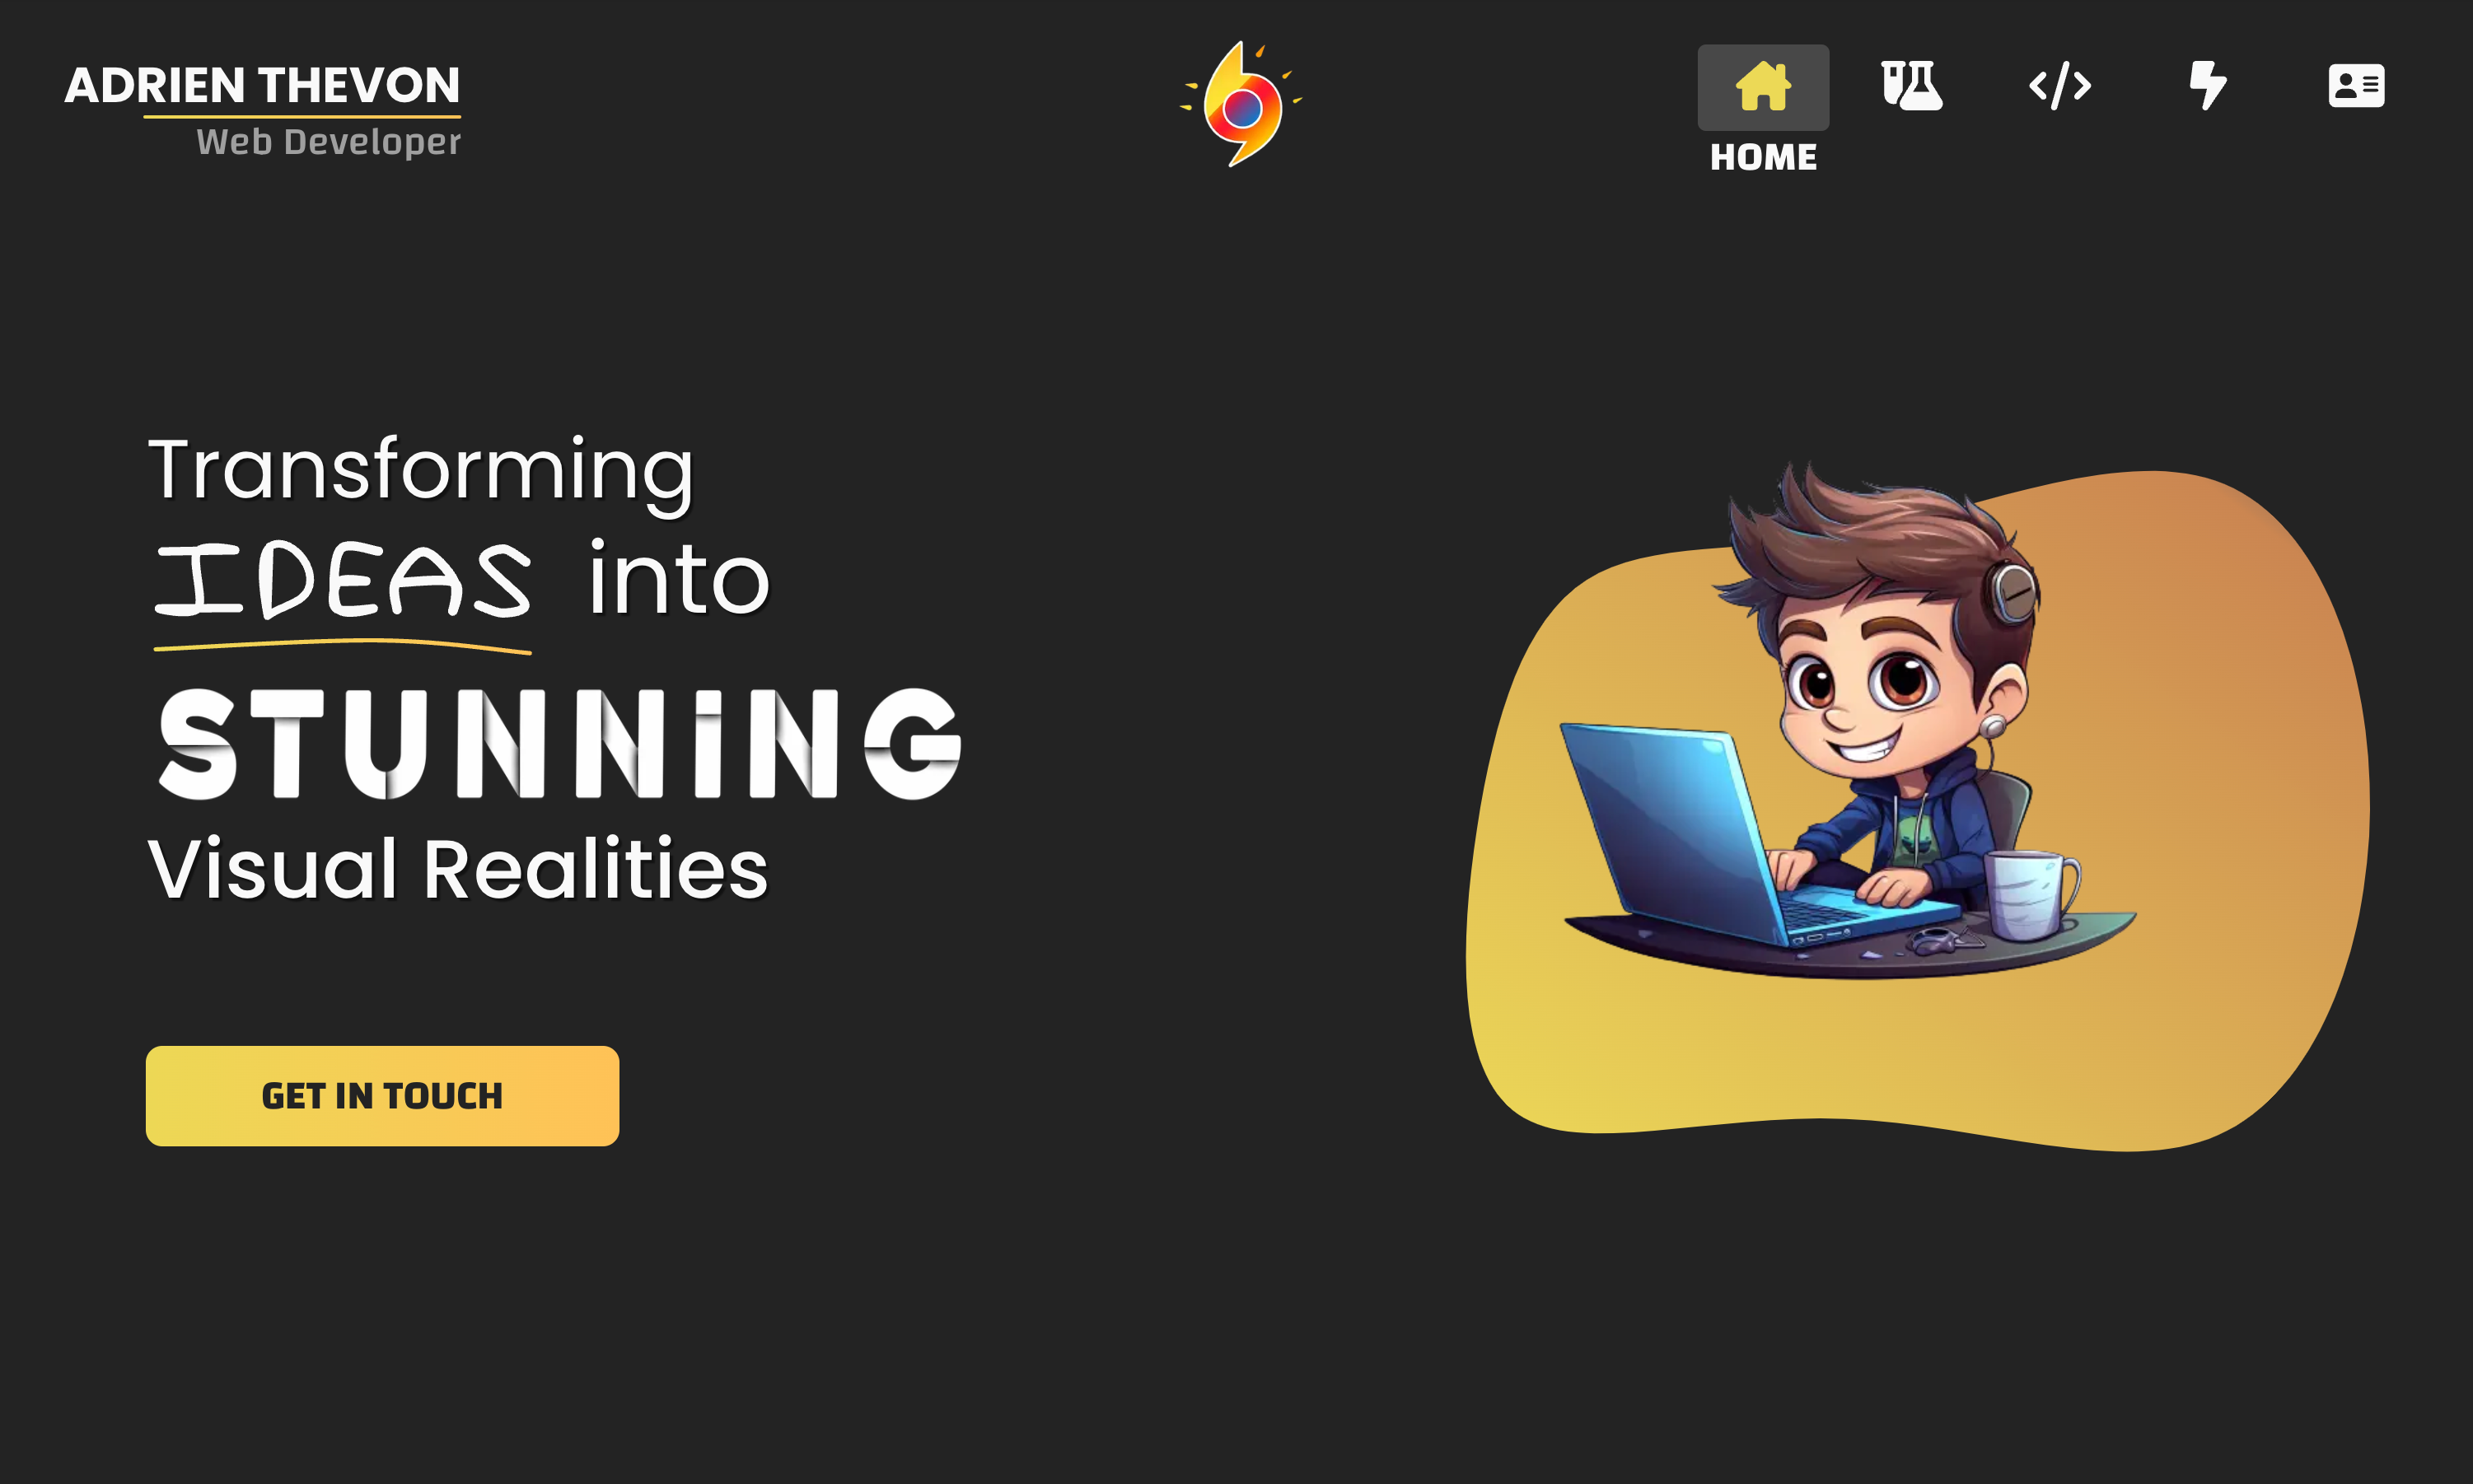 ADRIEN THEVON
Web Developer
HOME
Transforming
IDEAS into
STUNNiNG
Visual Realities
GET IN TOUCH